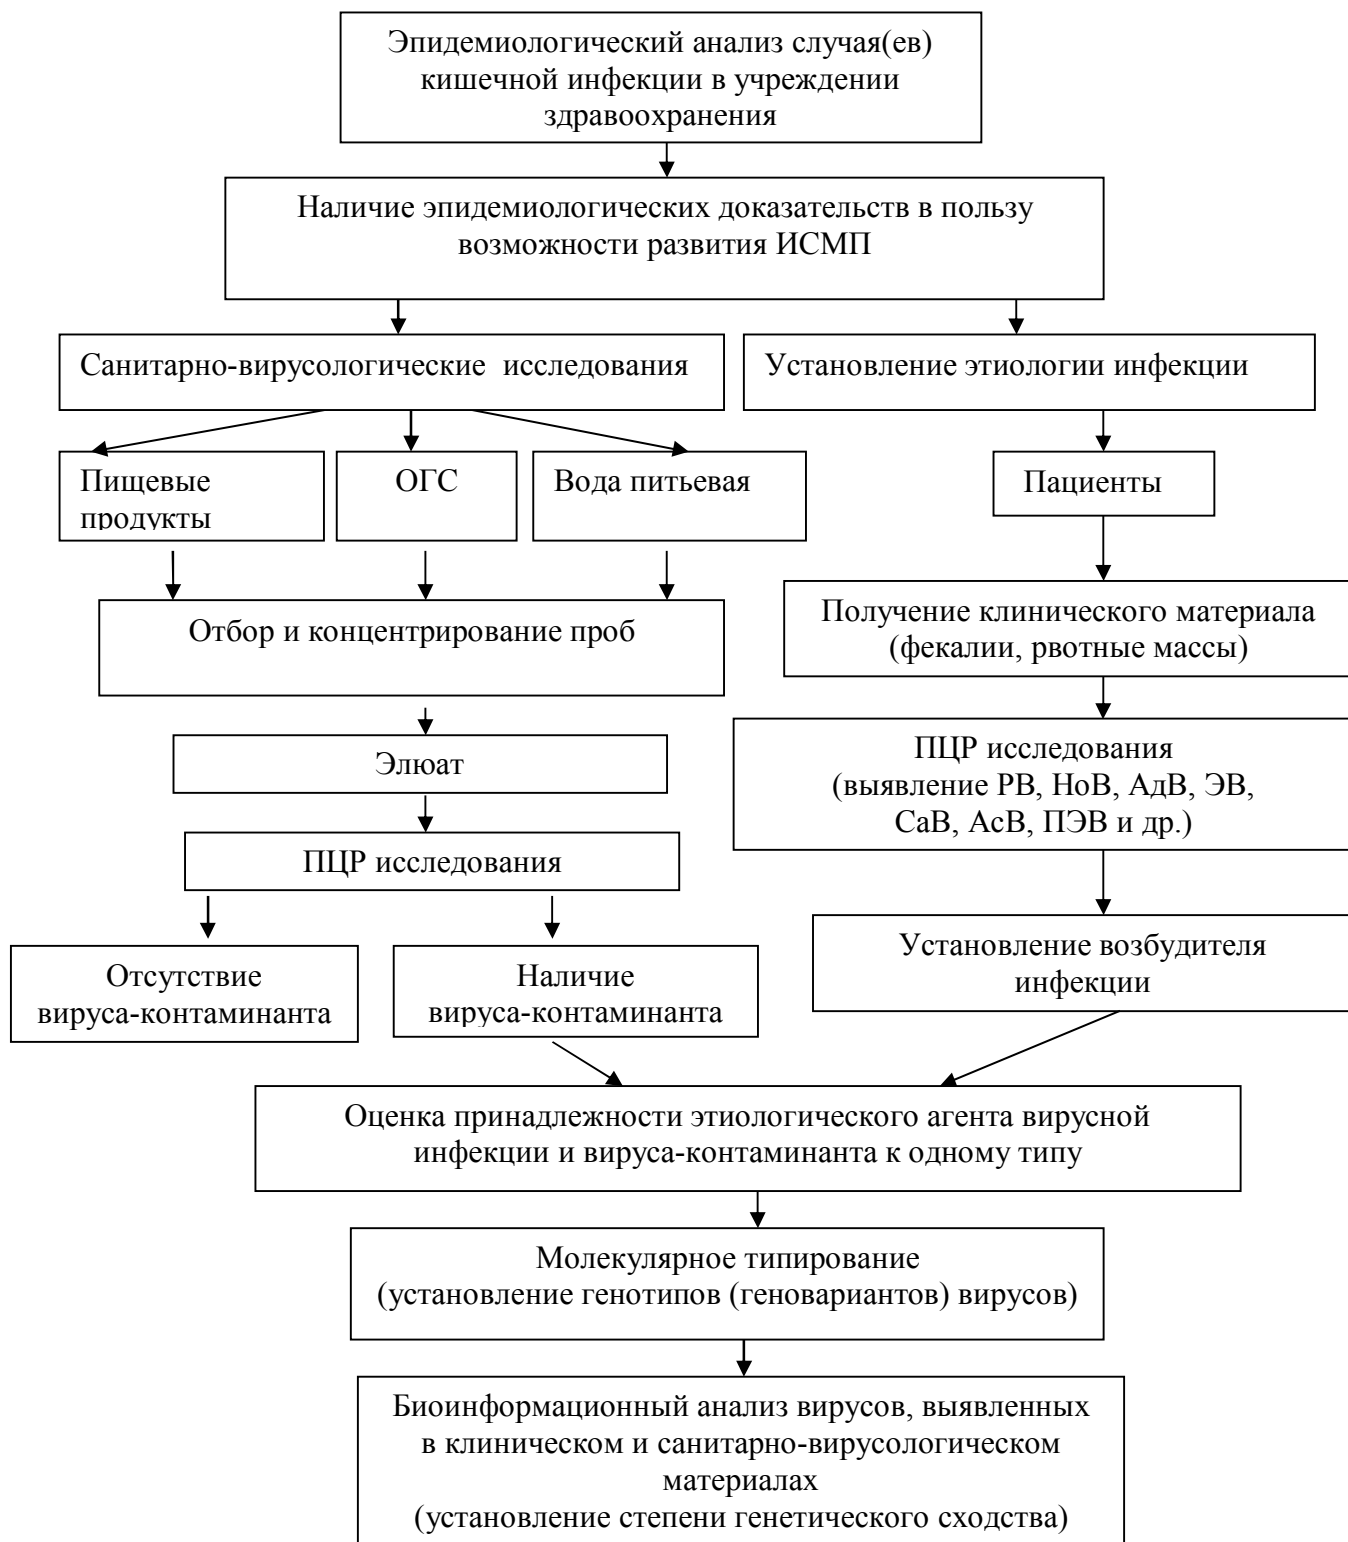 Эпидемиологический анализ случая(ев)
кишечной инфекции в учреждении
здравоохранения
Наличие эпидемиологических доказательств в пользу
возможности развития ИСМП
Санитарно-вирусологические исследования
Установление этиологии инфекции
Пищевые
продукты
ОГС
Вода питьевая
Пациенты
Отбор и концентрирование проб
Получение клинического материала
(фекалии, рвотные массы)
Элюат
ПЦР исследования
(выявление РВ, НоВ, АдВ, ЭВ,
СаВ, АсВ, ПЭВ и др.)
ПЦР исследования
Отсутствие
вируса-контаминанта
Наличие
вируса-контаминанта
Установление возбудителя
инфекции
Оценка принадлежности этиологического агента вирусной
инфекции и вируса-контаминанта к одному типу
Молекулярное типирование
(установление генотипов (геновариантов) вирусов)
Биоинформационный анализ вирусов, выявленных
в клиническом и санитарно-вирусологическом
материалах
(установление степени генетического сходства)